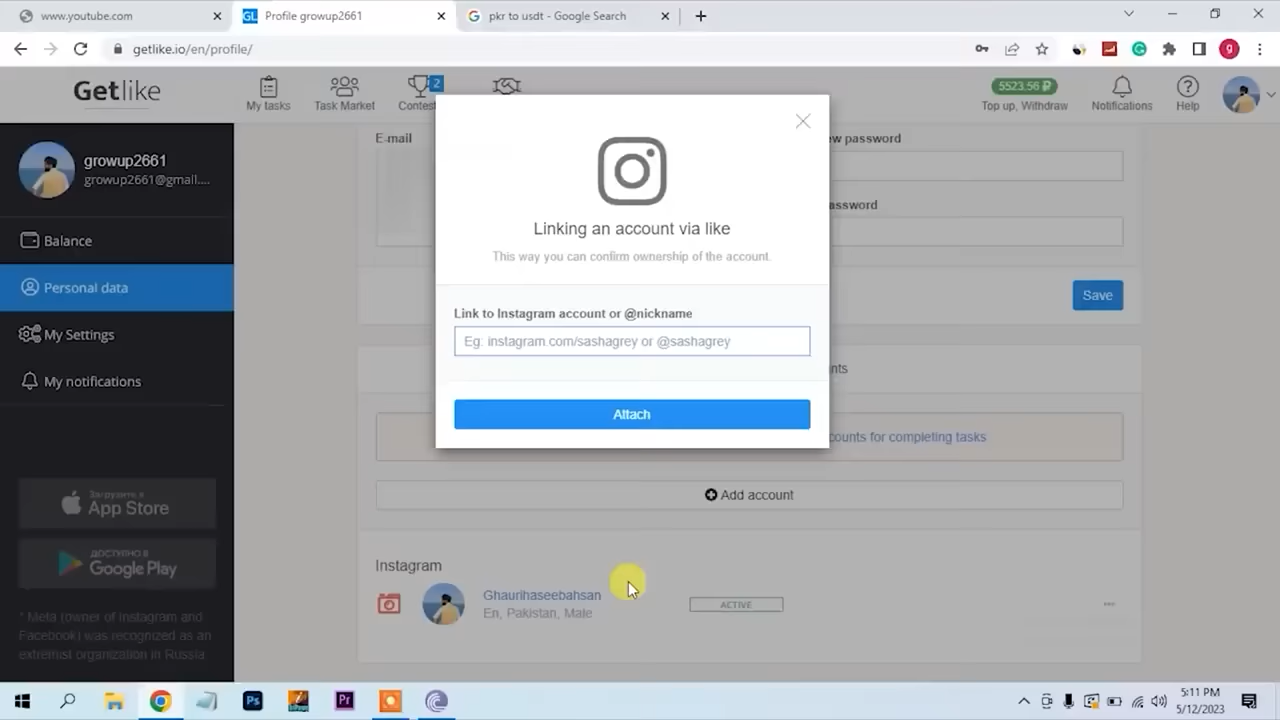 www.youtube.com
Profile growup2661
pkr to usdt - Google Search
getlike.io/en/profile/
Getlike
My tasks
Task Market
Contest
2
5523.56 ₽
Top up, Withdraw
Notifications
Help
growup2661
growup2661@gmail....
Balance
Personal data
My Settings
My notifications
Загрузите в
App Store
ДОСТУПНО В
Google Play
* Meta (owner of Instagram and
Facebook) was recognized as an
extremist organization in Russia
E-mail
ew password
assword
Save
Linking an account via like
This way you can confirm ownership of the account.
Link to Instagram account or @nickname
Eg: instagram.com/sashagrey or @sashagrey
Attach
nts
counts for completing tasks
Add account
Instagram
Ghaurihaseebahsan
En, Pakistan, Male
ACTIVE
5:11 PM
5/12/2023